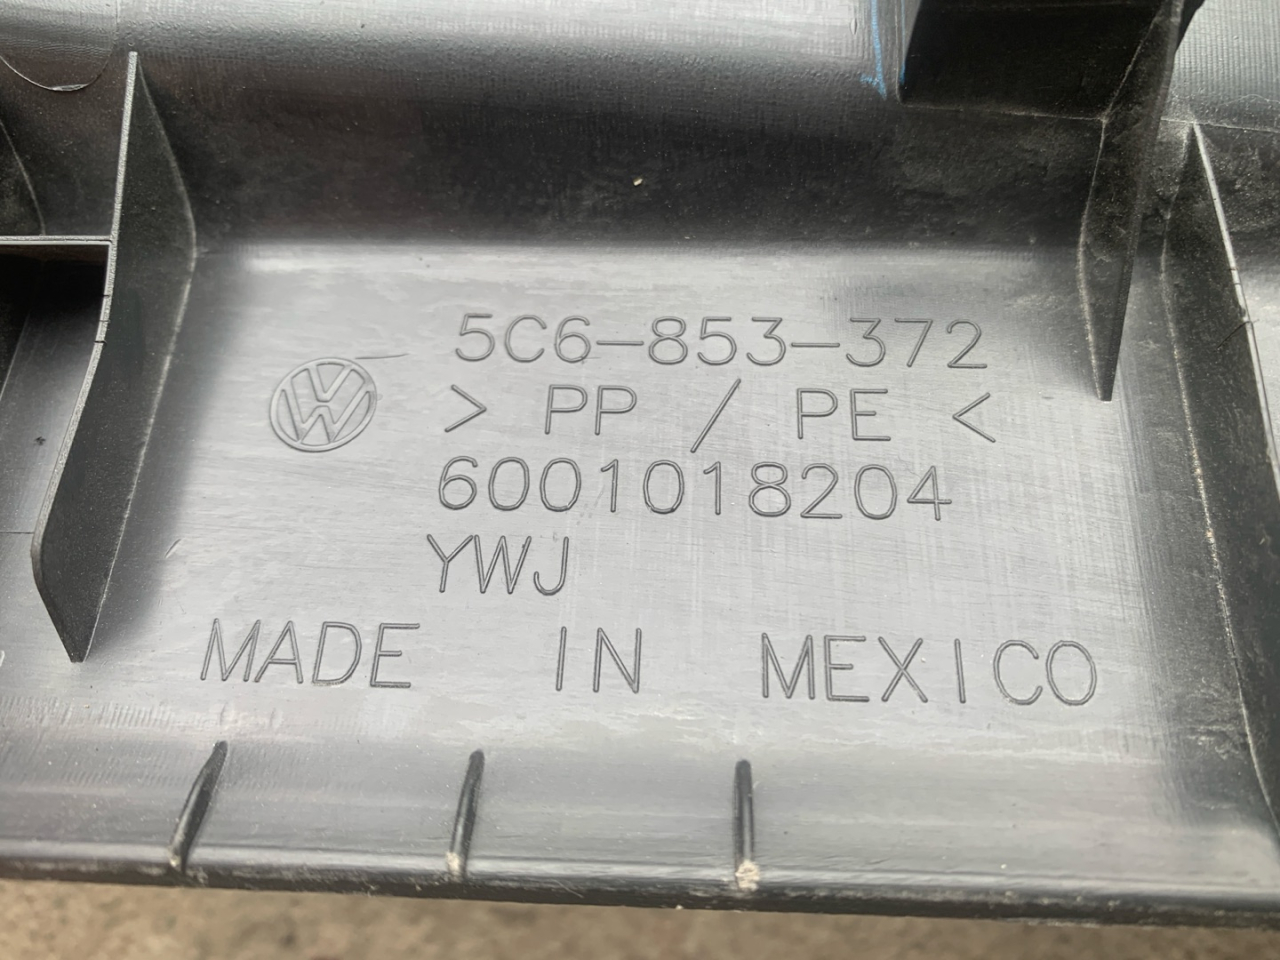 5C6-853-372
> PP / PE <
6001018204
YWJ
MADE IN MEXICO